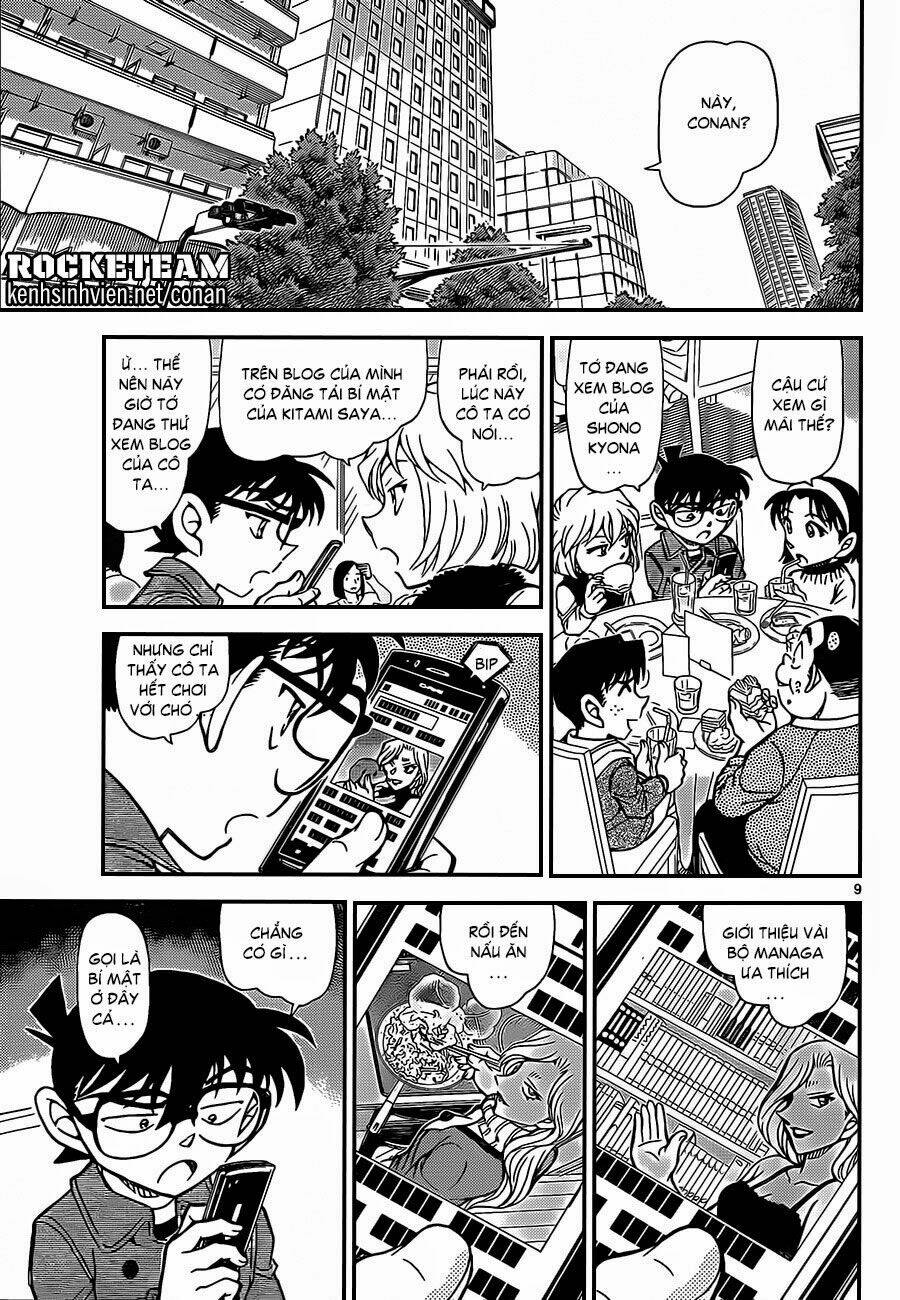 NÀY,
CONAN?
ROCKETEAM
kenhsinhvien.net/conan
CẬU CỨ
XEM GÌ
MÃI THẾ?
TỚ ĐANG
XEM BLOG
CỦA
SHONO
KYONA
...
PHẢI RỒI,
LÚC NÀY
CÔ TA CÓ
NÓI...
TRÊN BLOG CỦA MÌNH
CÓ ĐĂNG TẢI BÍ MẬT
CỦA KITAMI SAYA...
Ừ... THẾ
NÊN NÃY
GIỜ TỚ
ĐANG THỬ
XEM BLOG
CỦA CÔ
TA...
NHƯNG CHỈ
THẤY CÔ TA
HẾT CHƠI
VỚI CHÓ...
BIP
9
GIỚI THIỆU VÀI
BỘ MANAGA
ƯA THÍCH
...
RỒI ĐẾN
NẤU ĂN
...
CHẲNG
CÓ GÌ...
GỌI LÀ
BÍ MẬT
Ở ĐÂY
CẢ...